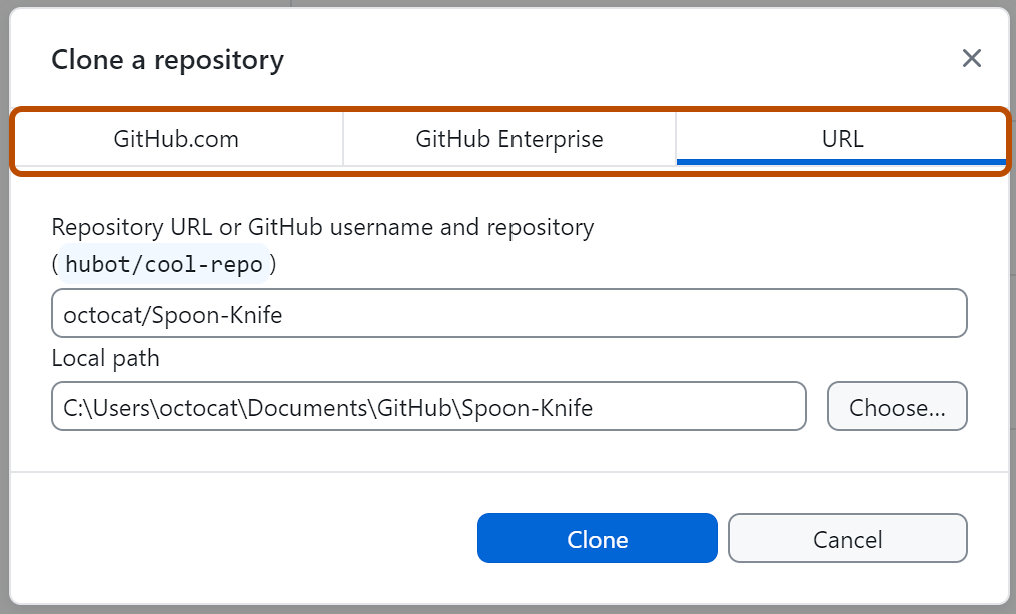 Clone a repository
GitHub.com GitHub Enterprise URL
Repository URL or GitHub username and repository
(hubot/cool-repo)
octocat/Spoon-Knife
Local path
C:\Users\octocat\Documents\GitHub\Spoon-Knife Choose...
Clone Cancel